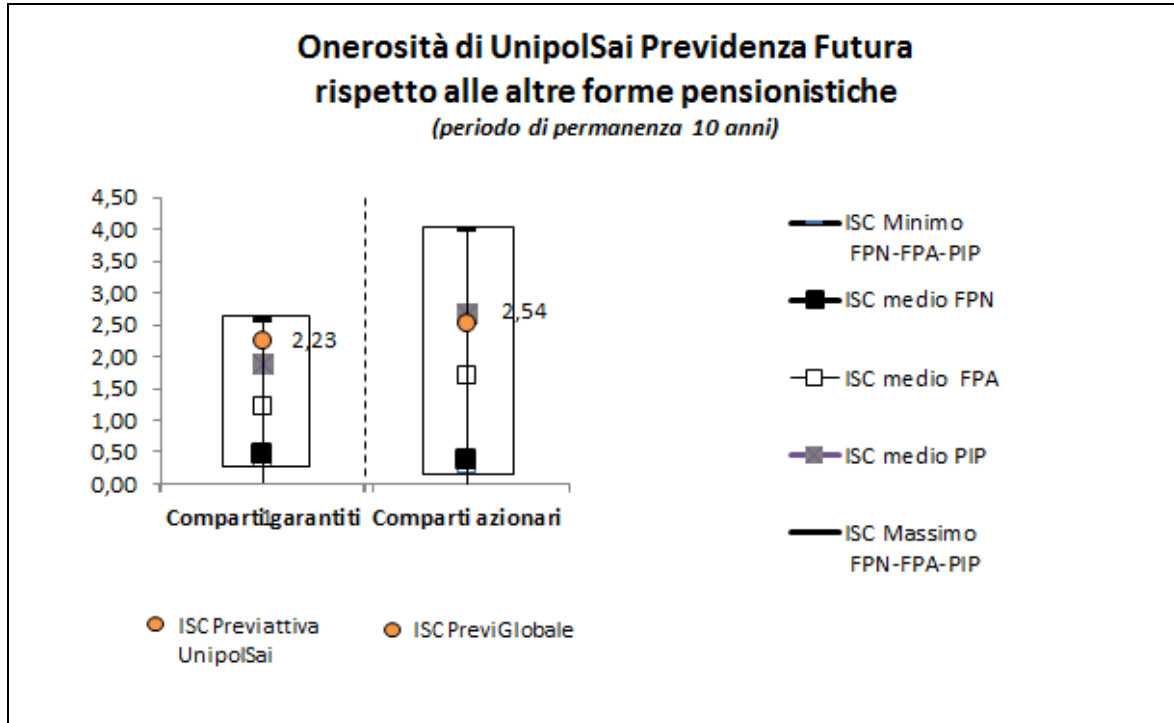 Onerosità di UnipolSai Previdenza Futura
rispetto alle altre forme pensionistiche
(periodo di permanenza 10 anni)
4,50
4,00
3,50
3,00
2,50
2,00
1,50
1,00
0,50
0,00
2,23
2,54
Comparti garantiti
Comparti azionari
ISC Minimo
FPN-FPA-PIP
ISC medio FPN
ISC medio FPA
ISC medio PIP
ISC Massimo
FPN-FPA-PIP
ISC Previattiva
UnipolSai
ISC PreviGlobale